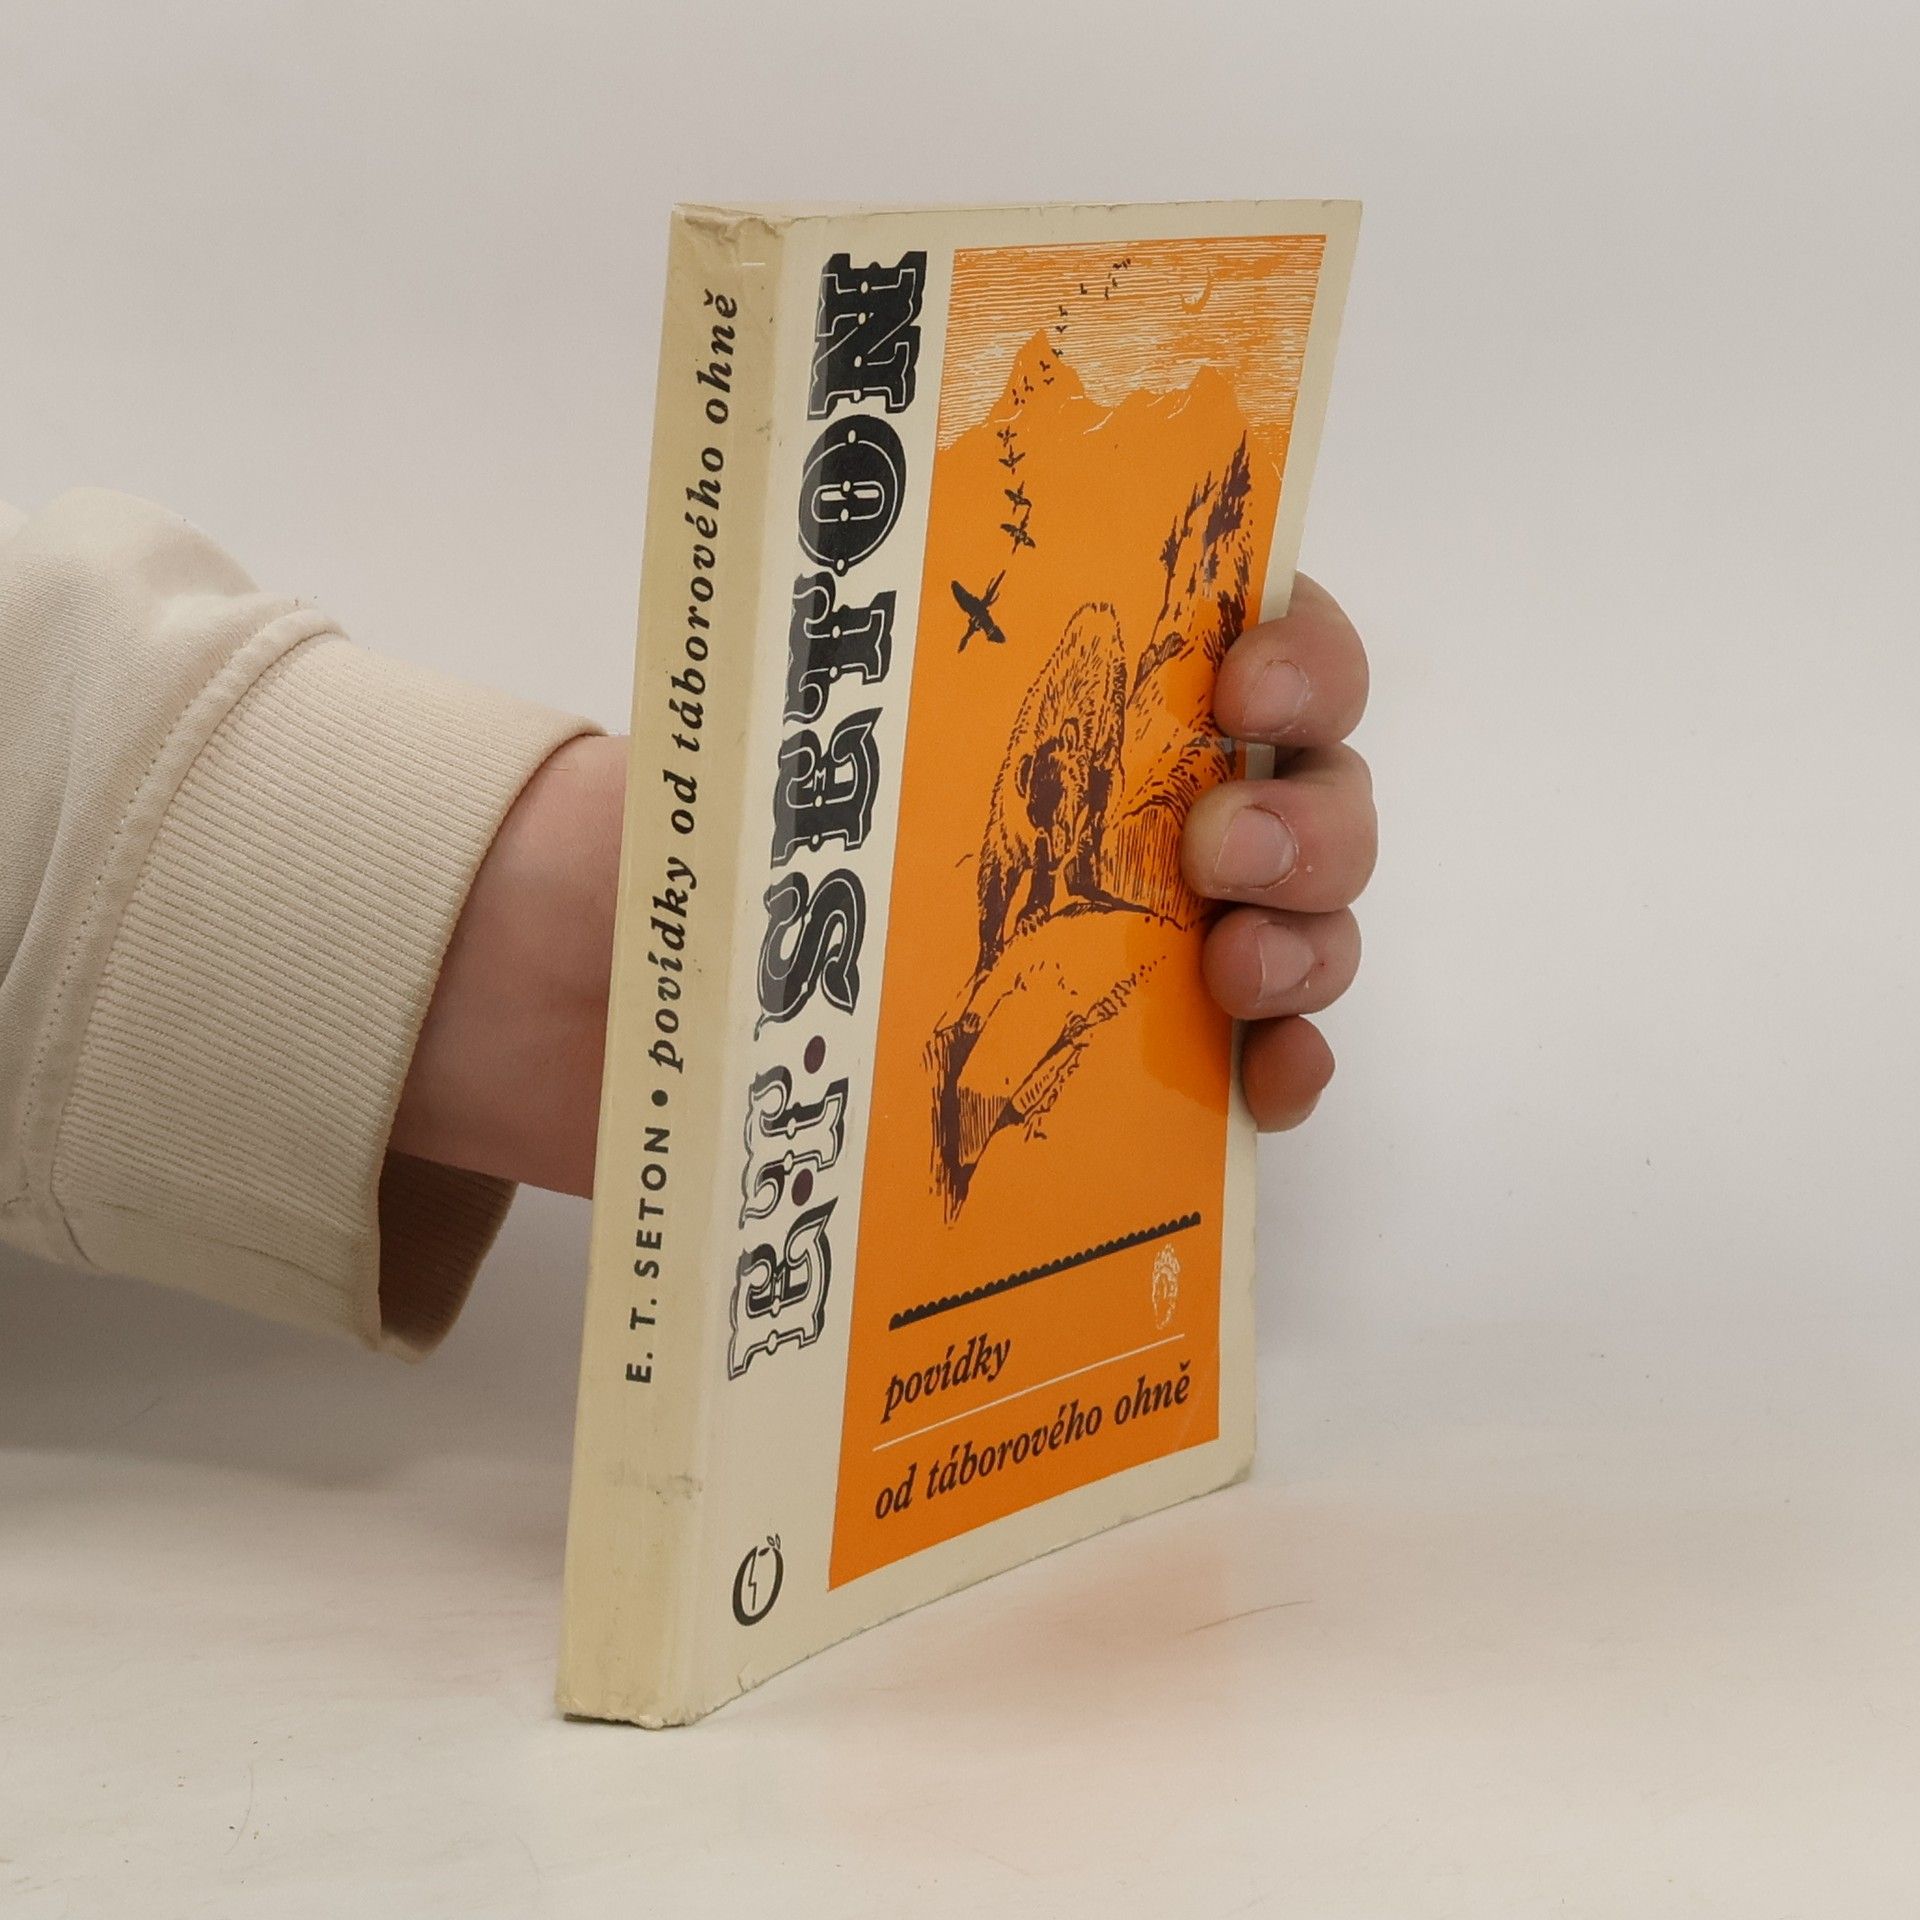 E. T. SETON • povídky od táborového ohně
E. T. SETON
povídky
od táborového ohně